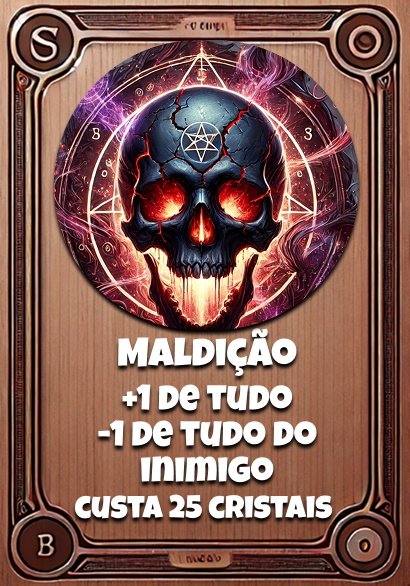 S
MALDIÇÃO
+1 DE TUDO
-1 DE TUDO DO
INIMIGO
CUSTA 25 CRISTAIS
B